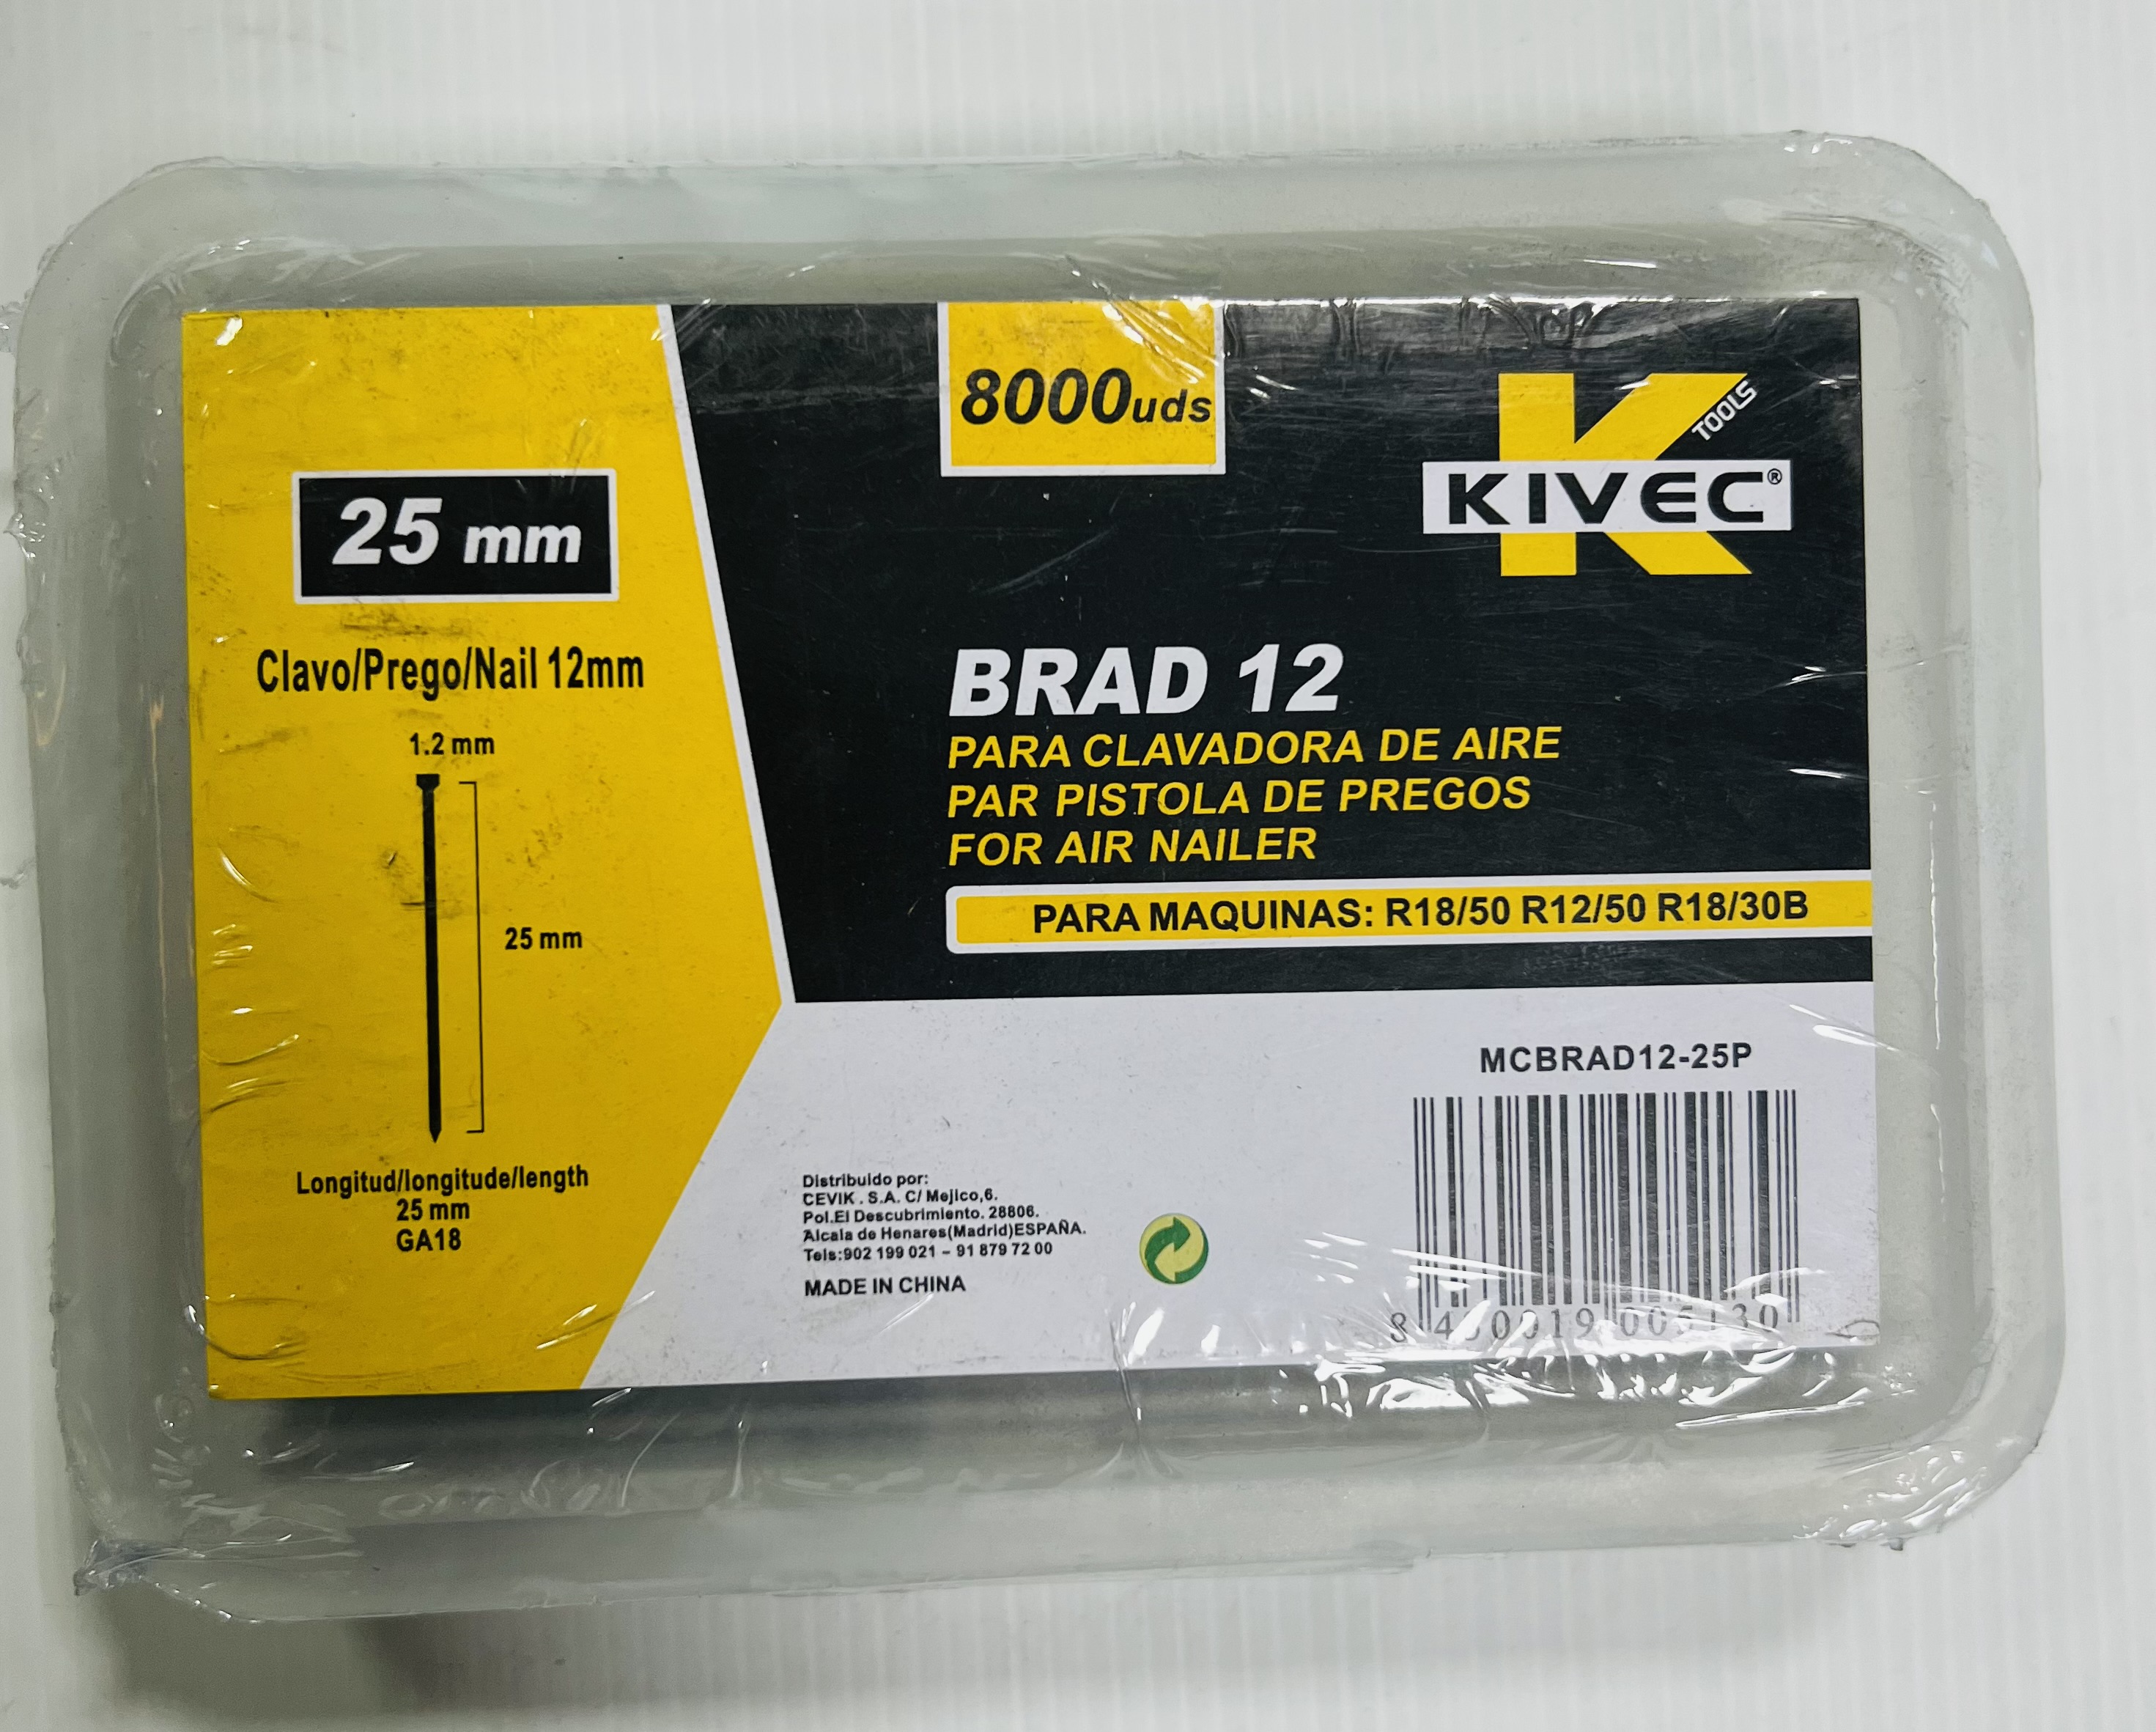 8000uds
K TOOLS
KIVEC®
25 mm
Clavo/Prego/Nail 12mm
1.2 mm
25 mm
Longitud/longitude/length
25 mm
GA18
BRAD 12
PARA CLAVADORA DE AIRE
PAR PISTOLA DE PREGOS
FOR AIR NAILER
PARA MAQUINAS: R18/50 R12/50 R18/30B
Distribuido por:
CEVIK . S.A. C/ Mejico,6.
Pol.El Descubrimiento. 28806.
Alcala de Henares(Madrid)ESPAÑA.
Tels:902 199 021 – 91 879 72 00
MADE IN CHINA
MCBRAD12-25P
005130